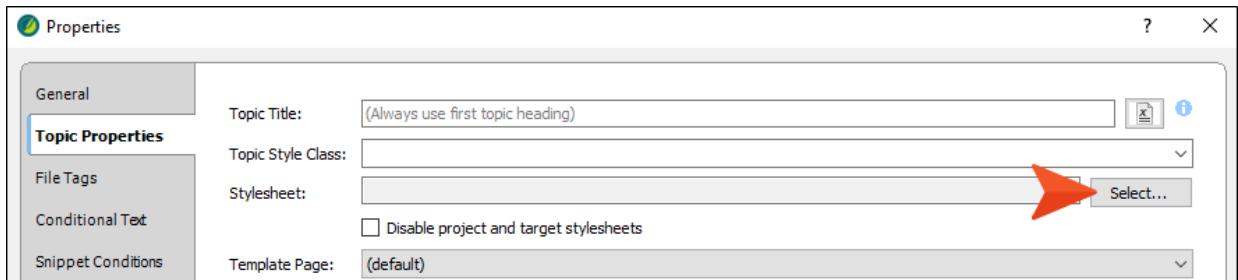 Properties
?
General
Topic Properties
File Tags
Conditional Text
Snippet Conditions
Topic Title: (Always use first topic heading)
Topic Style Class:
Stylesheet: Select...
Disable project and target stylesheets
Template Page: (default)